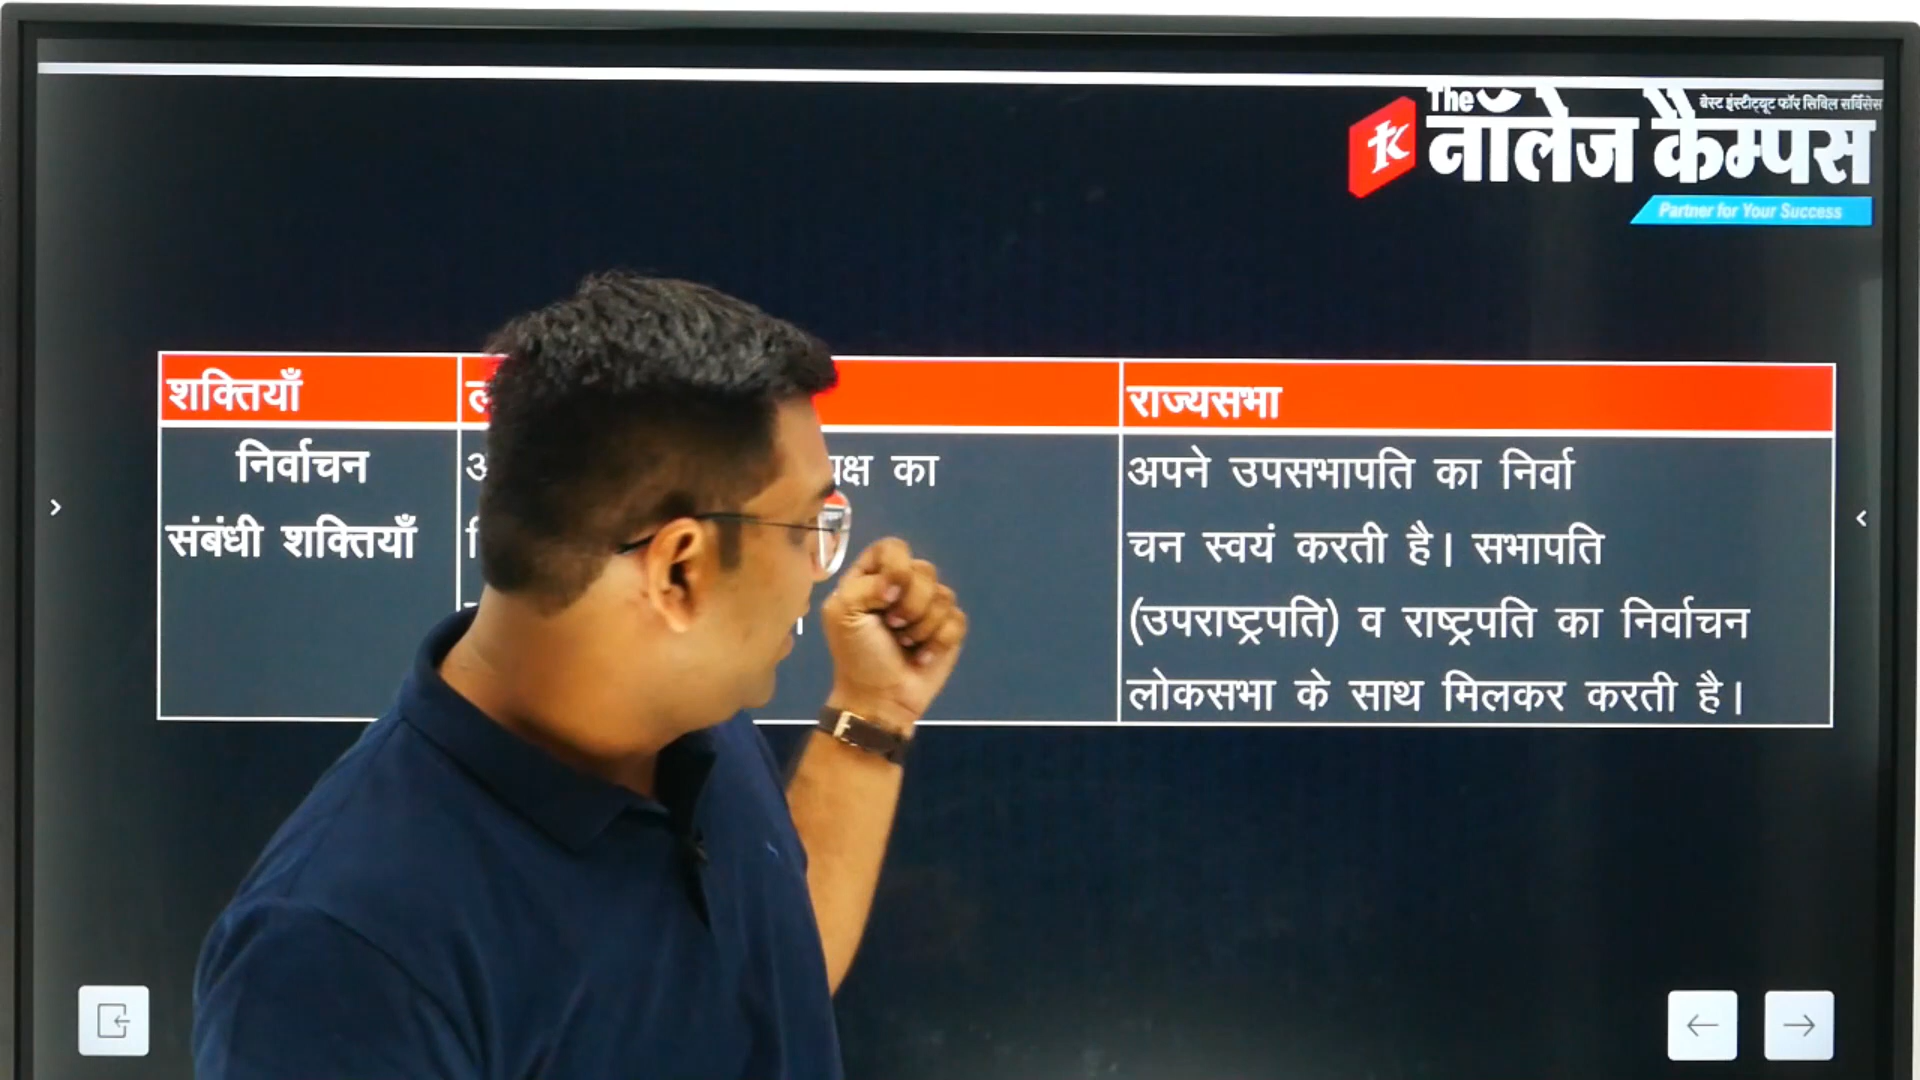 The
बेस्ट इंस्टीट्यूट फॉर सिविल सर्विसेस
नॉलेज कैम्पस
Partner for Your Success
शक्तियाँ
राज्यसभा
निर्वाचन
संबंधी शक्तियाँ
का
अपने उपसभापति का निर्वा
चन स्वयं करती है। सभापति
(उपराष्ट्रपति) व राष्ट्रपति का निर्वाचन
लोकसभा के साथ मिलकर करती है।